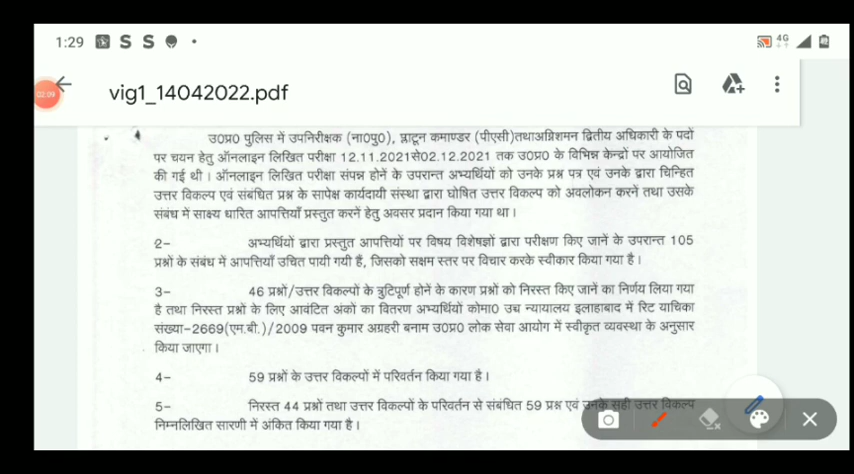 1:29 S S
4G
02:09
vig1_14042022.pdf
उ0प्र0 पुलिस में उपनिरीक्षक (ना0पु0), प्लाटून कमाण्डर (पीएसी)तथाअग्निशमन द्वितीय अधिकारी के पदों
पर चयन हेतु ऑनलाइन लिखित परीक्षा 12.11.2021से02.12.2021 तक उ0प्र0 के विभिन्न केन्द्रों पर आयोजित
की गई थी । ऑनलाइन लिखित परीक्षा संपन्न होनें के उपरान्त अभ्यर्थियों को उनके प्रश्न पत्र एवं उनके द्वारा चिन्हित
उत्तर विकल्प एवं संबंधित प्रश्न के सापेक्ष कार्यदायी संस्था द्वारा घोषित उत्तर विकल्प को अवलोकन करनें तथा उसके
संबंध में साक्ष्य धारित आपत्तियाँ प्रस्तुत करनें हेतु अवसर प्रदान किया गया था ।
2- अभ्यर्थियों द्वारा प्रस्तुत आपत्तियों पर विषय विशेषज्ञों द्वारा परीक्षण किए जानें के उपरान्त 105
प्रश्नों के संबंध में आपत्तियाँ उचित पायी गयी हैं, जिसको सक्षम स्तर पर विचार करके स्वीकार किया गया है ।
3- 46 प्रश्नों/उत्तर विकल्पों के त्रुटिपूर्ण होनें के कारण प्रश्नों को निरस्त किए जानें का निर्णय लिया गया
है तथा निरस्त प्रश्नों के लिए आवंटित अंकों का वितरण अभ्यर्थियों कोमा0 उच्च न्यायालय इलाहाबाद में रिट याचिका
संख्या-2669(एम.बी.)/2009 पवन कुमार अग्रहरी बनाम उ0प्र0 लोक सेवा आयोग में स्वीकृत व्यवस्था के अनुसार
किया जाएगा ।
4- 59 प्रश्नों के उत्तर विकल्पों में परिवर्तन किया गया है ।
5- निरस्त 44 प्रश्नों तथा उत्तर विकल्पों के परिवर्तन से संबंधित 59 प्रश्न एवं उनके सही उत्तर विकल्प
निम्नलिखित सारणी में अंकित किया गया है ।